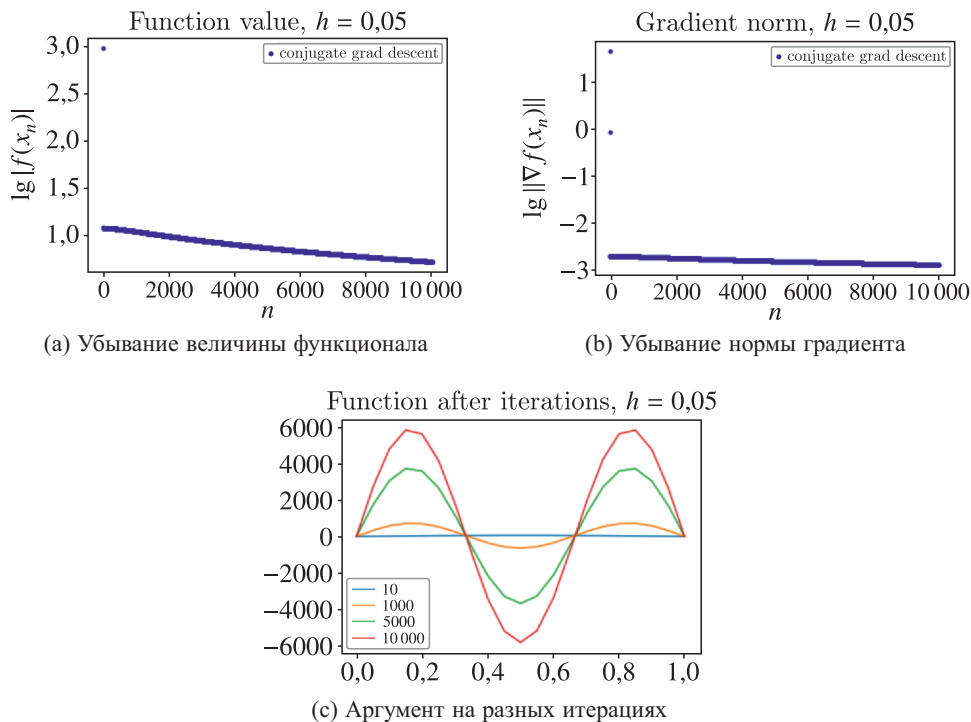 Function value, h = 0,05
3,0
2,5
2,0
1,5
1,0
lg |f(xₙ)|
conjugate grad descent
0 2000 4000 6000 8000 10 000
n
(a) Убывание величины функционала
Gradient norm, h = 0,05
1
0
−1
−2
−3
lg ||∇f(xₙ)||
conjugate grad descent
0 2000 4000 6000 8000 10 000
n
(b) Убывание нормы градиента
Function after iterations, h = 0,05
6000
4000
2000
0
−2000
−4000
−6000
10
1000
5000
10 000
0,0 0,2 0,4 0,6 0,8 1,0
(c) Аргумент на разных итерациях